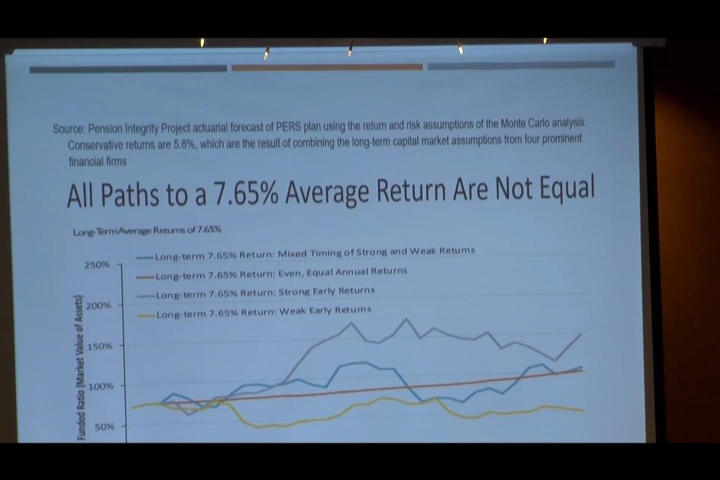 Source: Pension Integrity Project actuarial forecast of PERS plan using the return and risk assumptions of the Monte Carlo analysis.
Conservative returns are 5.8%, which are the result of combining the long-term capital market assumptions from four prominent
financial firms
All Paths to a 7.65% Average Return Are Not Equal
Long-Term Average Returns of 7.65%
Long-term 7.65% Return: Mixed Timing of Strong and Weak Returns
Long-term 7.65% Return: Even, Equal Annual Returns
Long-term 7.65% Return: Strong Early Returns
Long-term 7.65% Return: Weak Early Returns
Funded Ratio (Market Value of Assets)
250%
200%
150%
100%
50%